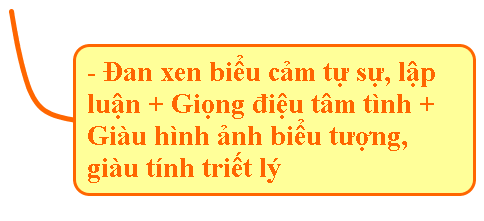 - Đan xen biểu cảm tự sự, lập
luận + Giọng điệu tâm tình +
Giàu hình ảnh biểu tượng,
giàu tính triết lý